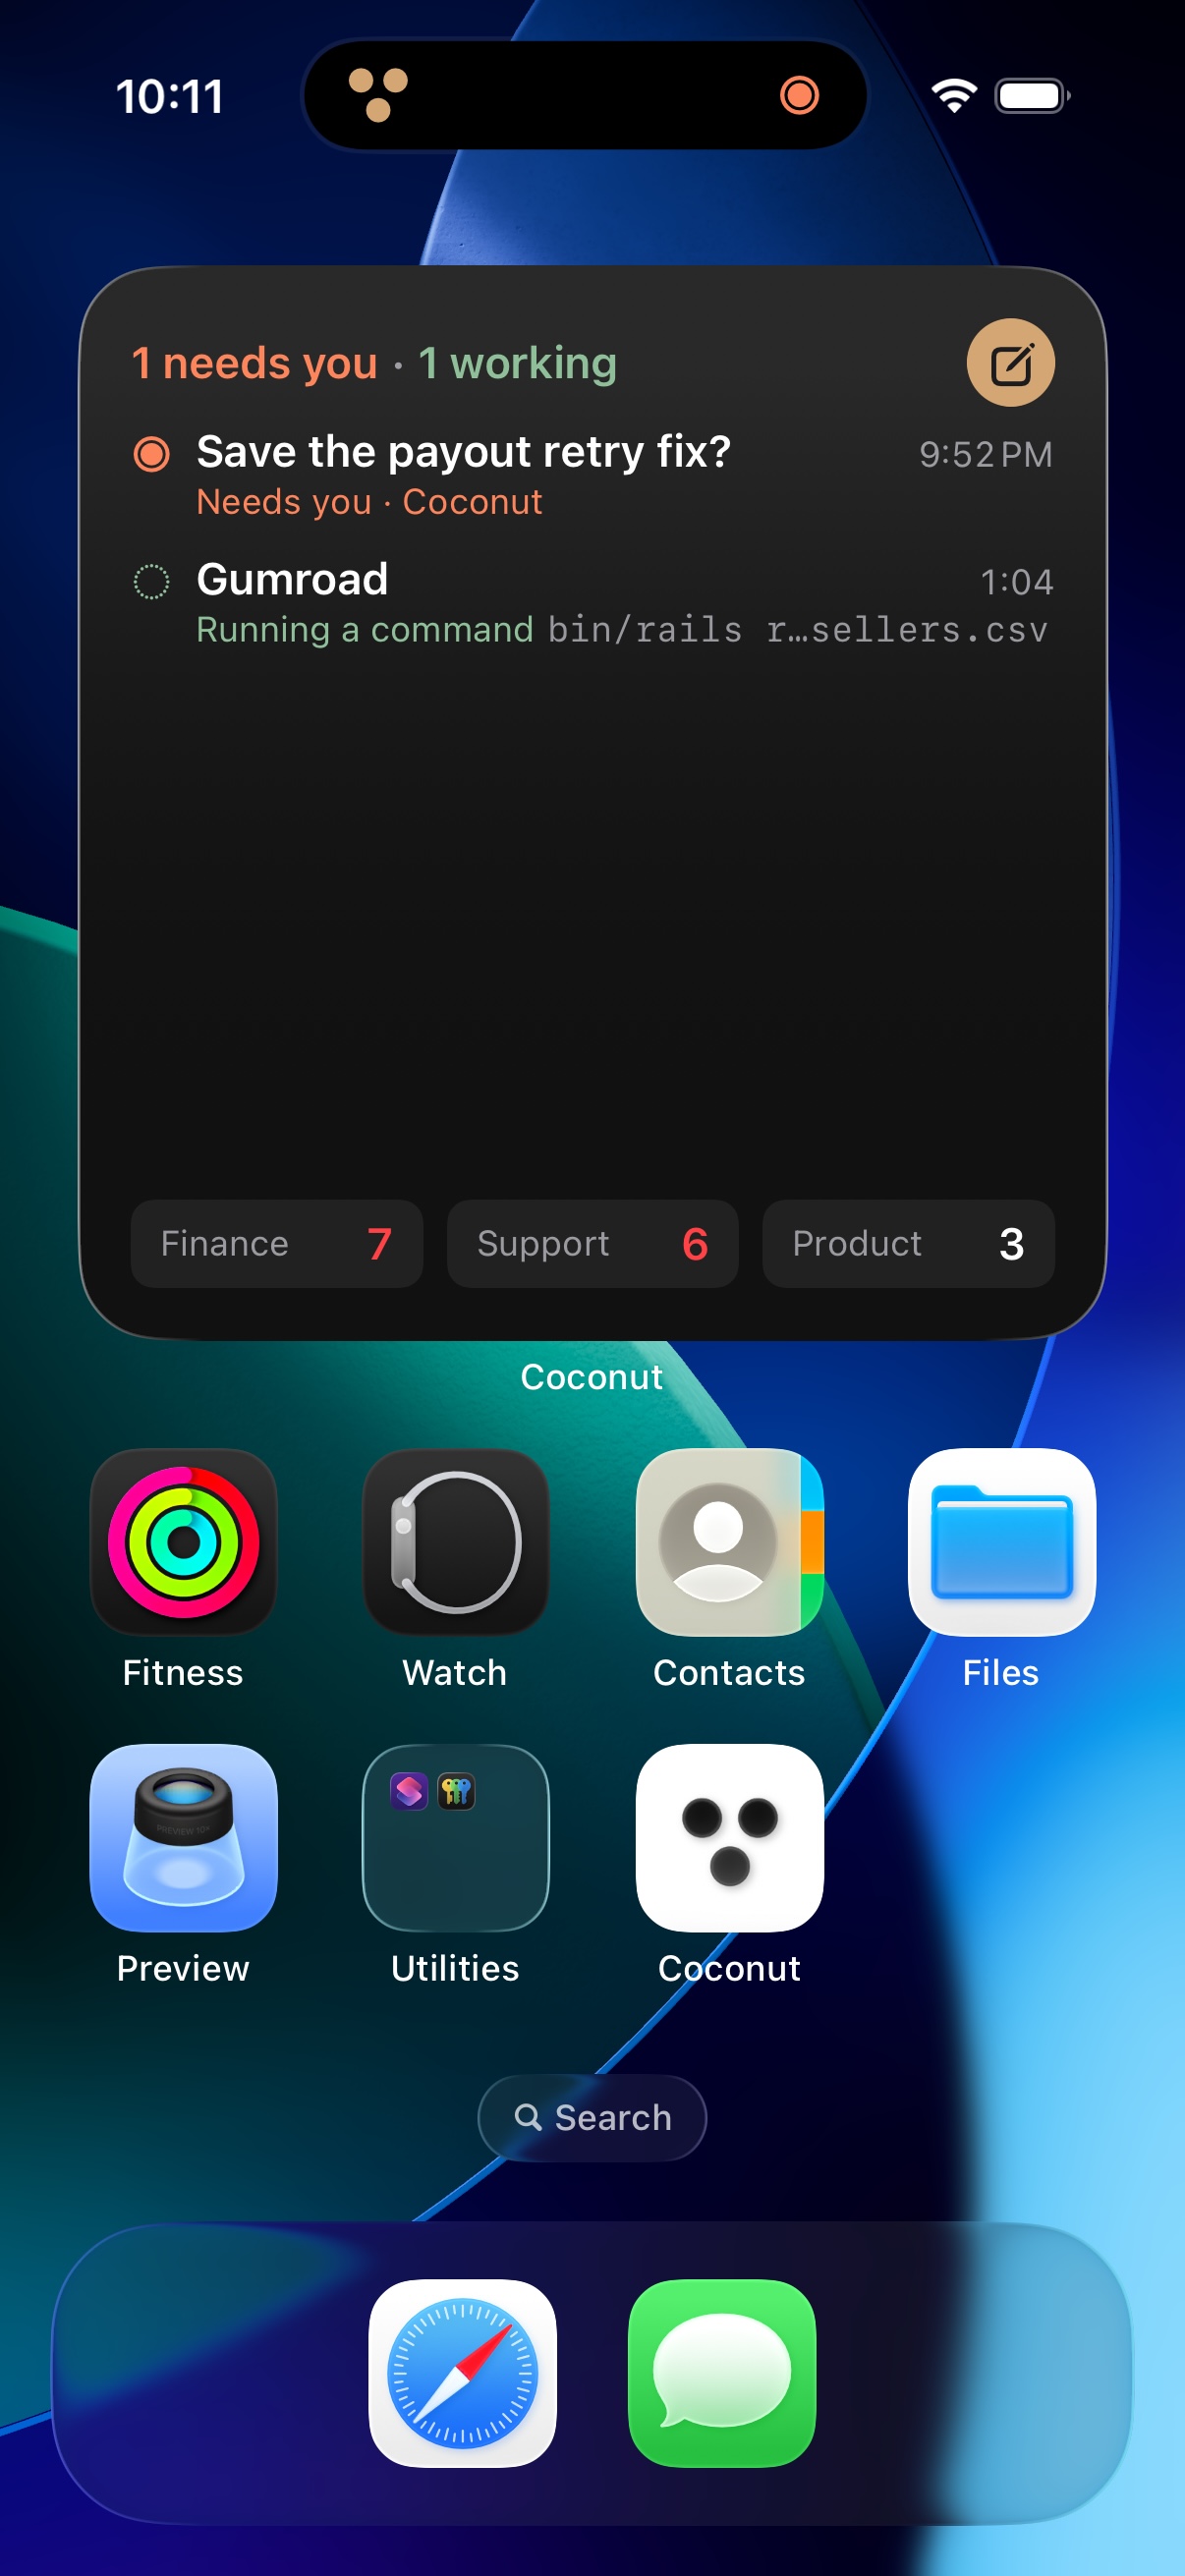 10:11
1 needs you · 1 working
Save the payout retry fix? 9:52 PM
Needs you · Coconut
Gumroad 1:04
Running a command bin/rails r…sellers.csv
Finance 7 Support 6 Product 3
Coconut
Fitness Watch Contacts Files
PREVIEW 10×
Preview Utilities Coconut
Search